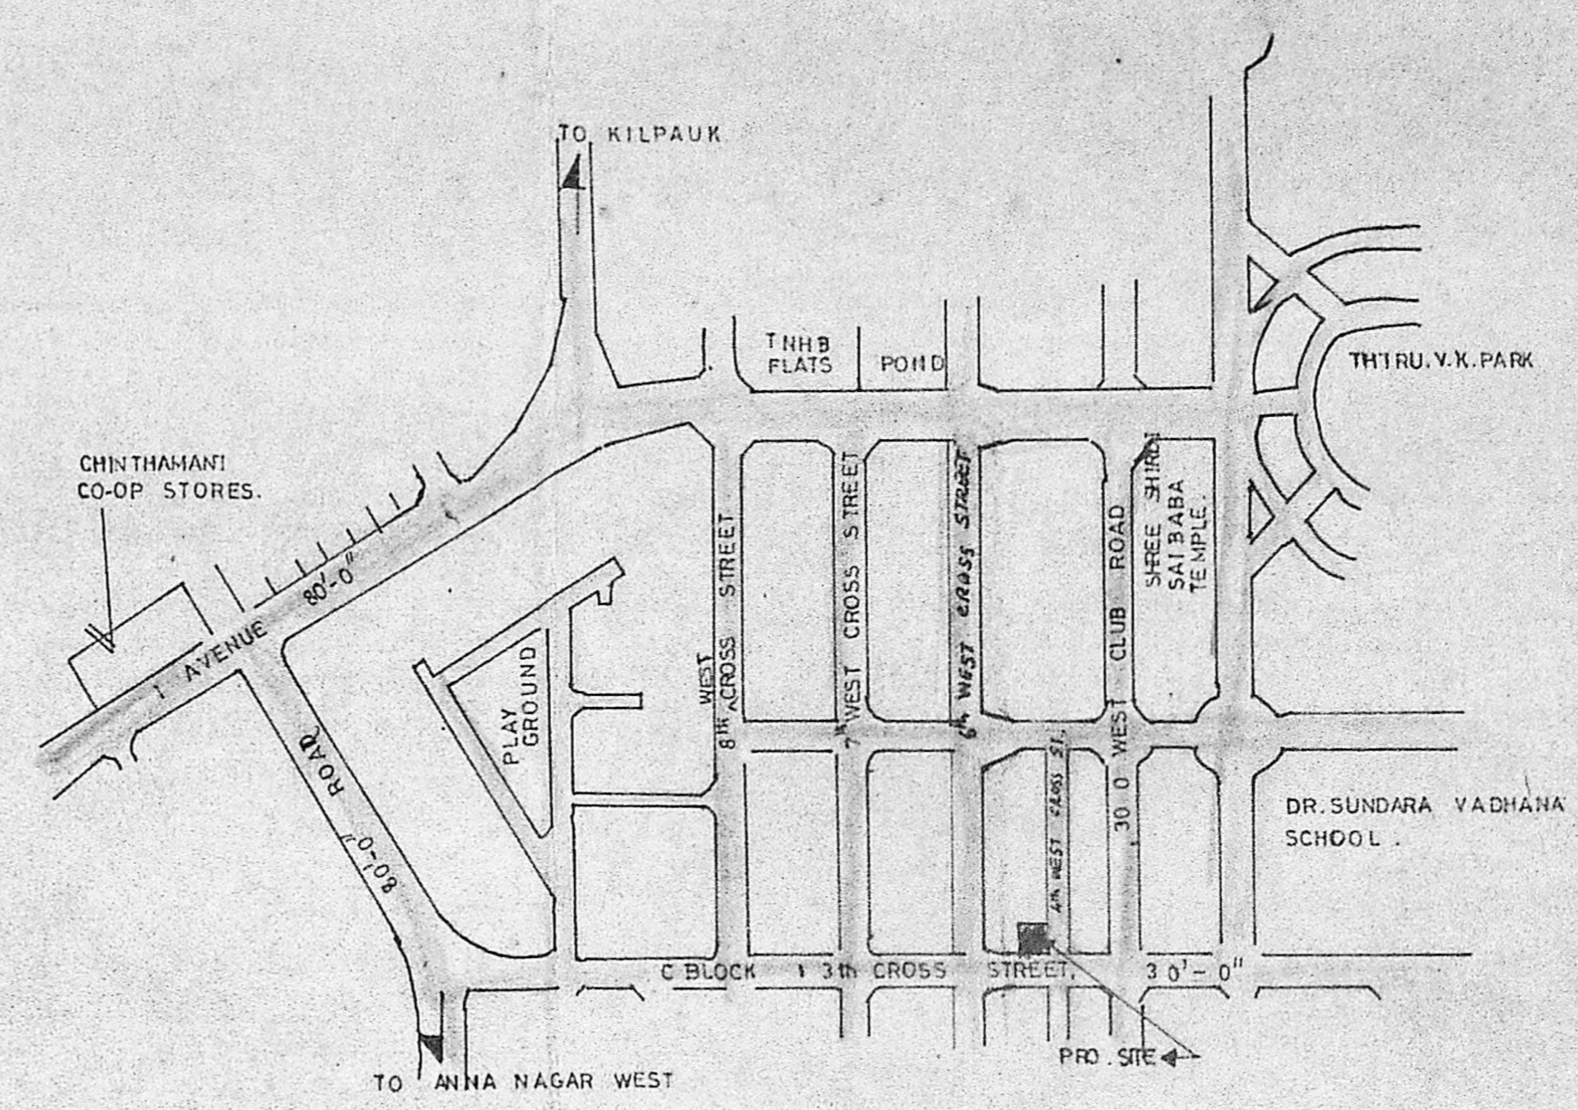 TO KILPAUK
TNHB
FLATS
POND
THIRU.V.K.PARK
CHINTHAMANI
CO-OP STORES.
1 AVENUE 80'-0"
ROAD 80'-0"
PLAY
GROUND
8th WEST CROSS STREET
7th WEST CROSS STREET
6th WEST CROSS STREET
30 0 WEST CLUB ROAD
SHREE SHIRDI
SAI BABA
TEMPLE.
4th WEST CROSS ST.
DR.SUNDARA VADHANA
SCHOOL.
C BLOCK 13th CROSS STREET. 30'-0"
PRO.SITE
TO ANNA NAGAR WEST